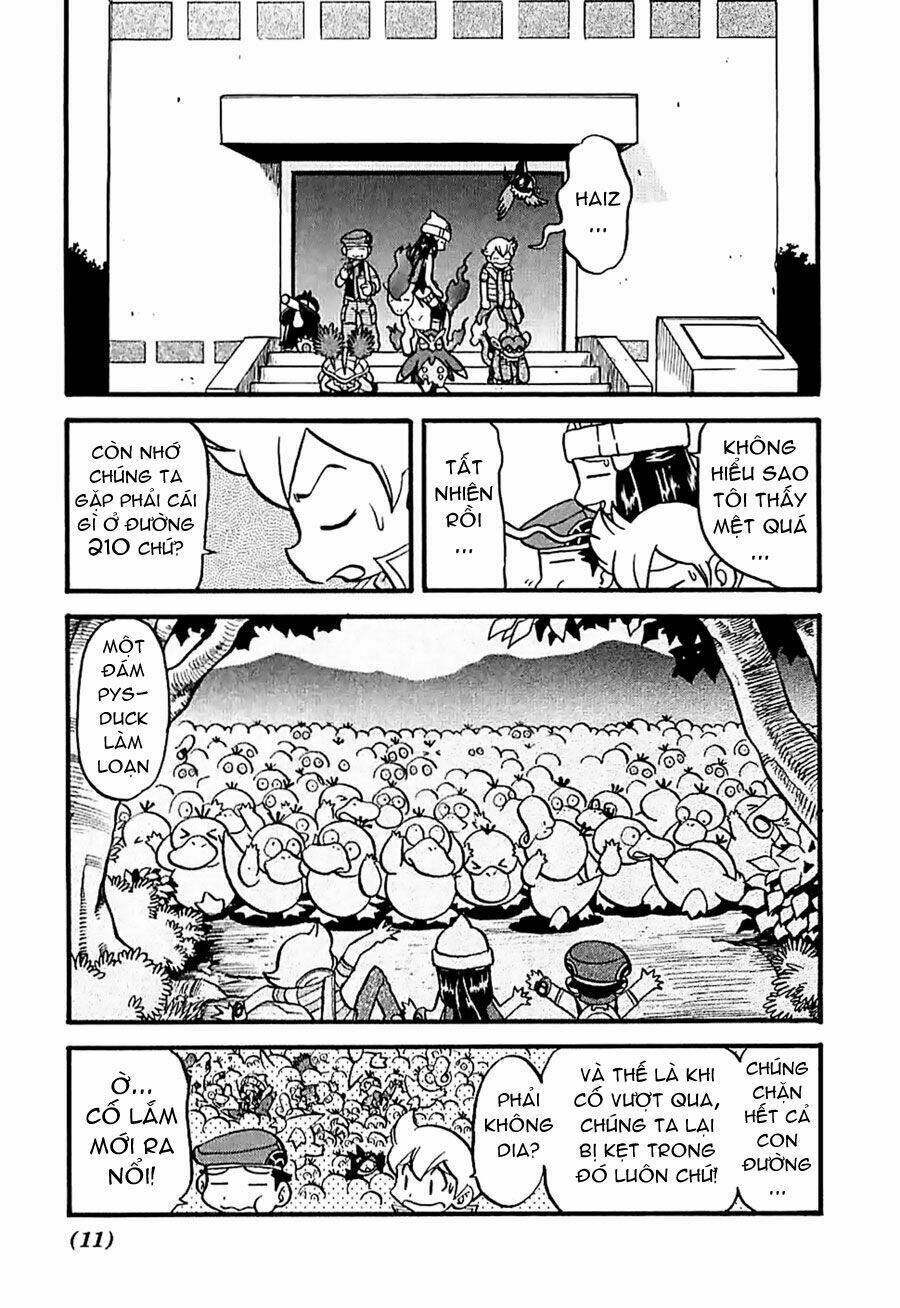 HAIZ
...
KHÔNG
HIỂU SAO
TÔI THẤY
MỆT QUÁ
...
TẤT
NHIÊN
RỒI
...
CÒN NHỚ
CHÚNG TA
GẶP PHẢI CÁI
GÌ Ở ĐƯỜNG
210 CHỨ?
MỘT
ĐÁM
PYS-
DUCK
LÀM
LOẠN
CHÚNG
CHẶN
HẾT CẢ
CON
ĐƯỜNG
...
VÀ THẾ LÀ KHI
CỐ VƯỢT QUA,
CHÚNG TA LẠI
BỊ KẸT TRONG
ĐÓ LUÔN CHỨ!
PHẢI
KHÔNG
DIA?
Ờ...
CỐ LẮM
MỚI RA
NỔI!
(11)